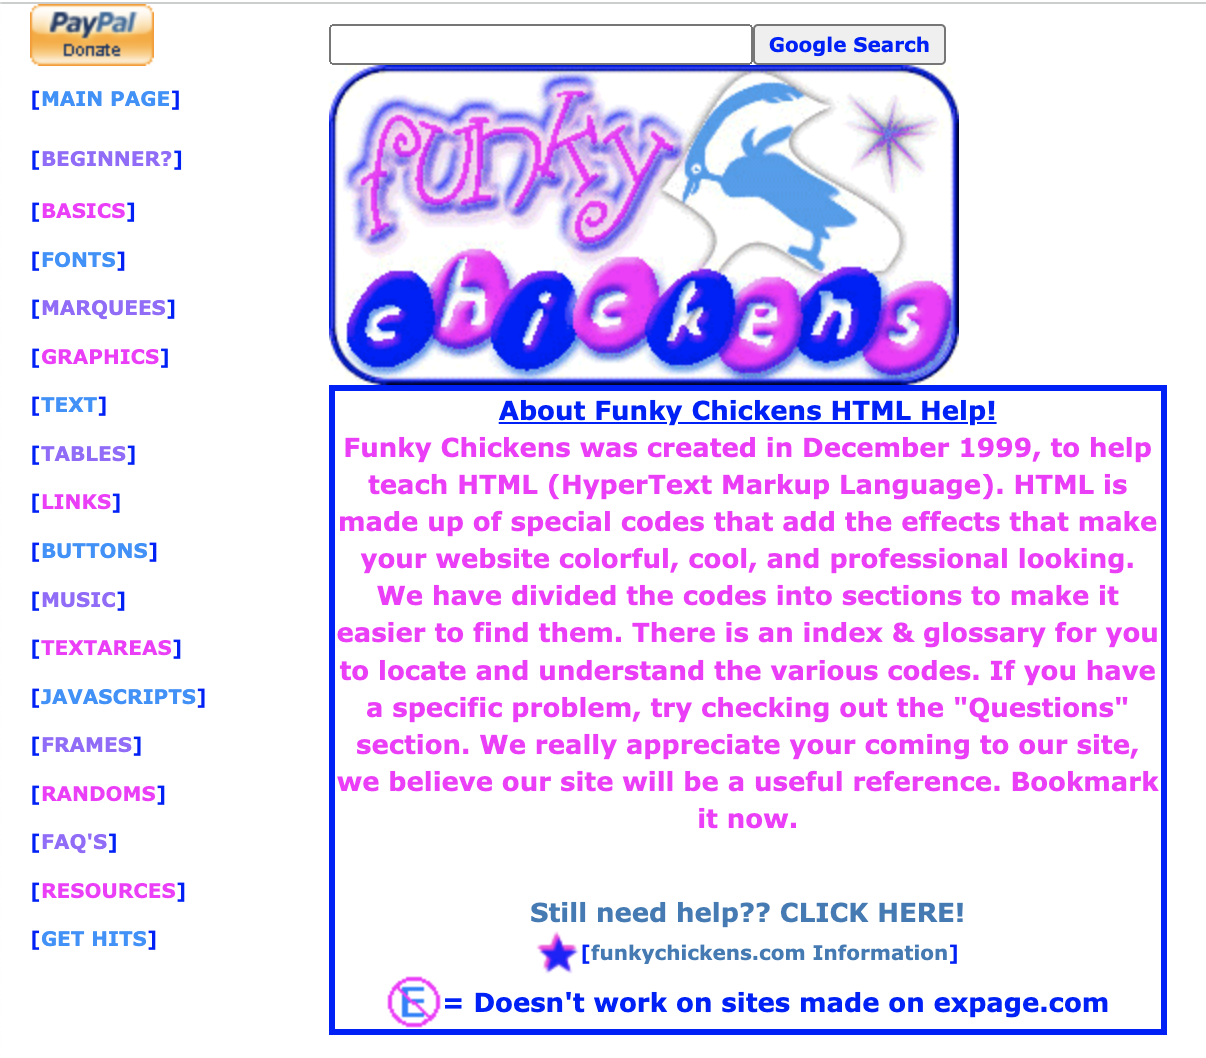 PayPal
Donate
[MAIN PAGE]
[BEGINNER?]
[BASICS]
[FONTS]
[MARQUEES]
[GRAPHICS]
[TEXT]
[TABLES]
[LINKS]
[BUTTONS]
[MUSIC]
[TEXTAREAS]
[JAVASCRIPTS]
[FRAMES]
[RANDOMS]
[FAQ'S]
[RESOURCES]
[GET HITS]
Google Search
funky
chickens
About Funky Chickens HTML Help!
Funky Chickens was created in December 1999, to help
teach HTML (HyperText Markup Language). HTML is
made up of special codes that add the effects that make
your website colorful, cool, and professional looking.
We have divided the codes into sections to make it
easier to find them. There is an index & glossary for you
to locate and understand the various codes. If you have
a specific problem, try checking out the "Questions"
section. We really appreciate your coming to our site,
we believe our site will be a useful reference. Bookmark
it now.
Still need help?? CLICK HERE!
[funkychickens.com Information]
E = Doesn't work on sites made on expage.com